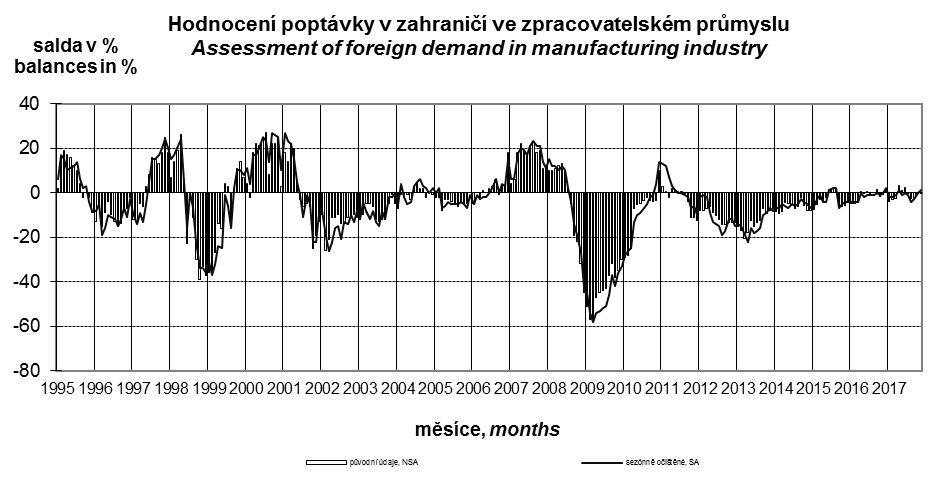 Hodnocení poptávky v zahraničí ve zpracovatelském průmyslu
Assessment of foreign demand in manufacturing industry
salda v %
balances in %
40
20
0
-20
-40
-60
-80
1995 1996 1997 1998 1999 2000 2001 2002 2003 2004 2005 2006 2007 2008 2009 2010 2011 2012 2013 2014 2015 2016 2017
měsíce, months
původní údaje, NSA sezónně očištěné, SA